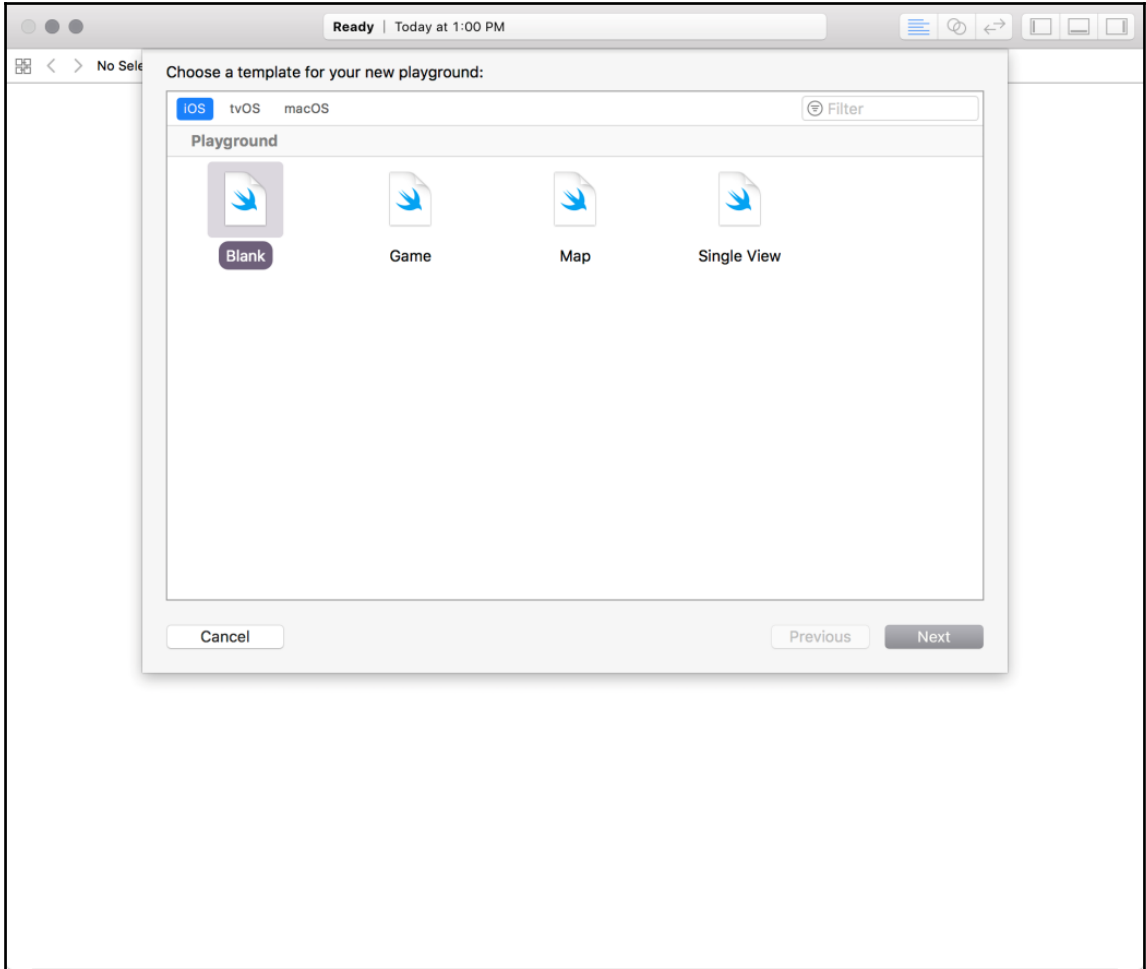 Ready | Today at 1:00 PM
No Sele
Choose a template for your new playground:
iOS tvOS macOS Filter
Playground
Blank Game Map Single View
Cancel Previous Next